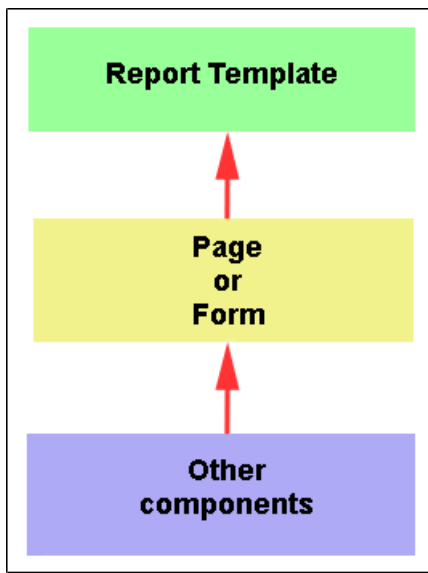 Report Template
Page
or
Form
Other
components